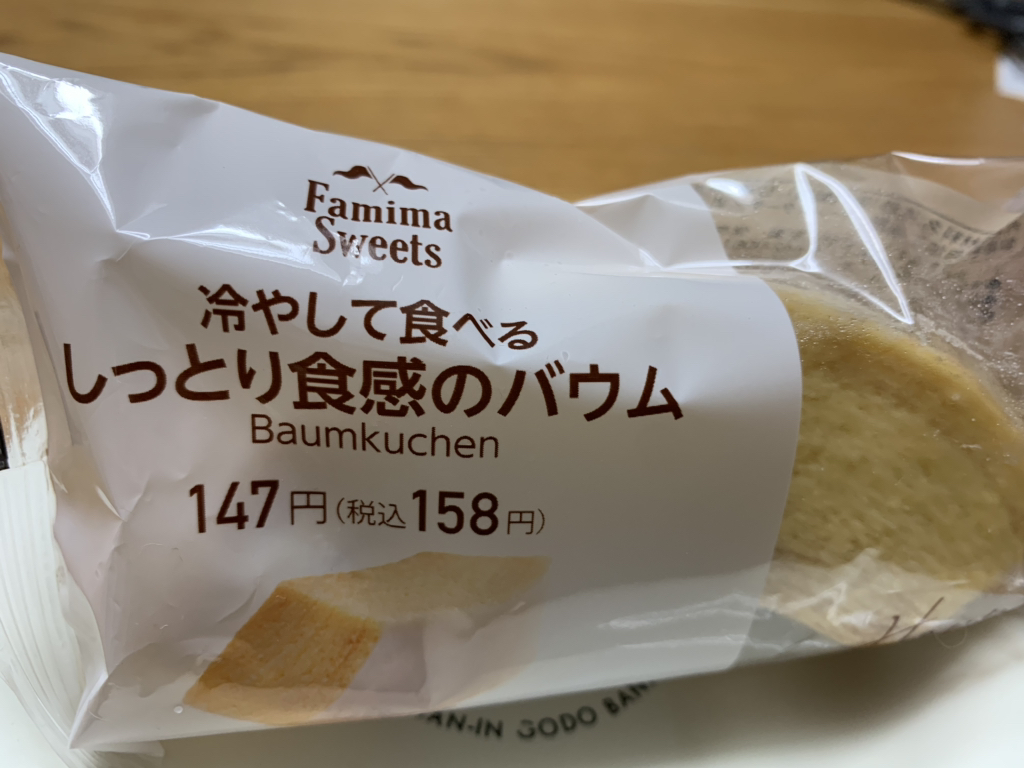 Famima
Sweets
冷やして食べる
しっとり食感のバウム
Baumkuchen
147円(税込158円)
AN-IN GODO BAN